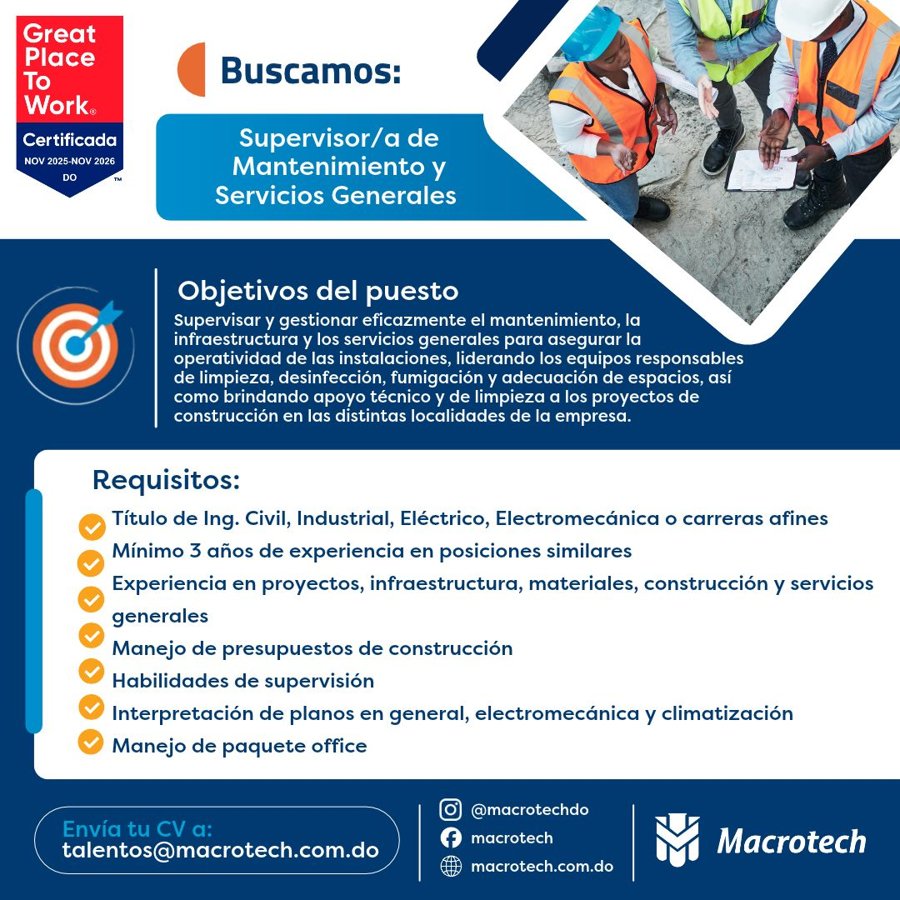 Great
Place
To
Work®
Certificada
NOV 2025-NOV 2026
DO
™
Buscamos:
Supervisor/a de
Mantenimiento y
Servicios Generales
Objetivos del puesto
Supervisar y gestionar eficazmente el mantenimiento, la
infraestructura y los servicios generales para asegurar la
operatividad de las instalaciones, liderando los equipos responsables
de limpieza, desinfección, fumigación y adecuación de espacios, así
como brindando apoyo técnico y de limpieza a los proyectos de
construcción en las distintas localidades de la empresa.
Requisitos:
Título de Ing. Civil, Industrial, Eléctrico, Electromecánica o carreras afines
Mínimo 3 años de experiencia en posiciones similares
Experiencia en proyectos, infraestructura, materiales, construcción y servicios
generales
Manejo de presupuestos de construcción
Habilidades de supervisión
Interpretación de planos en general, electromecánica y climatización
Manejo de paquete office
Envía tu CV a:
talentos@macrotech.com.do
@macrotechdo
macrotech
macrotech.com.do
Macrotech